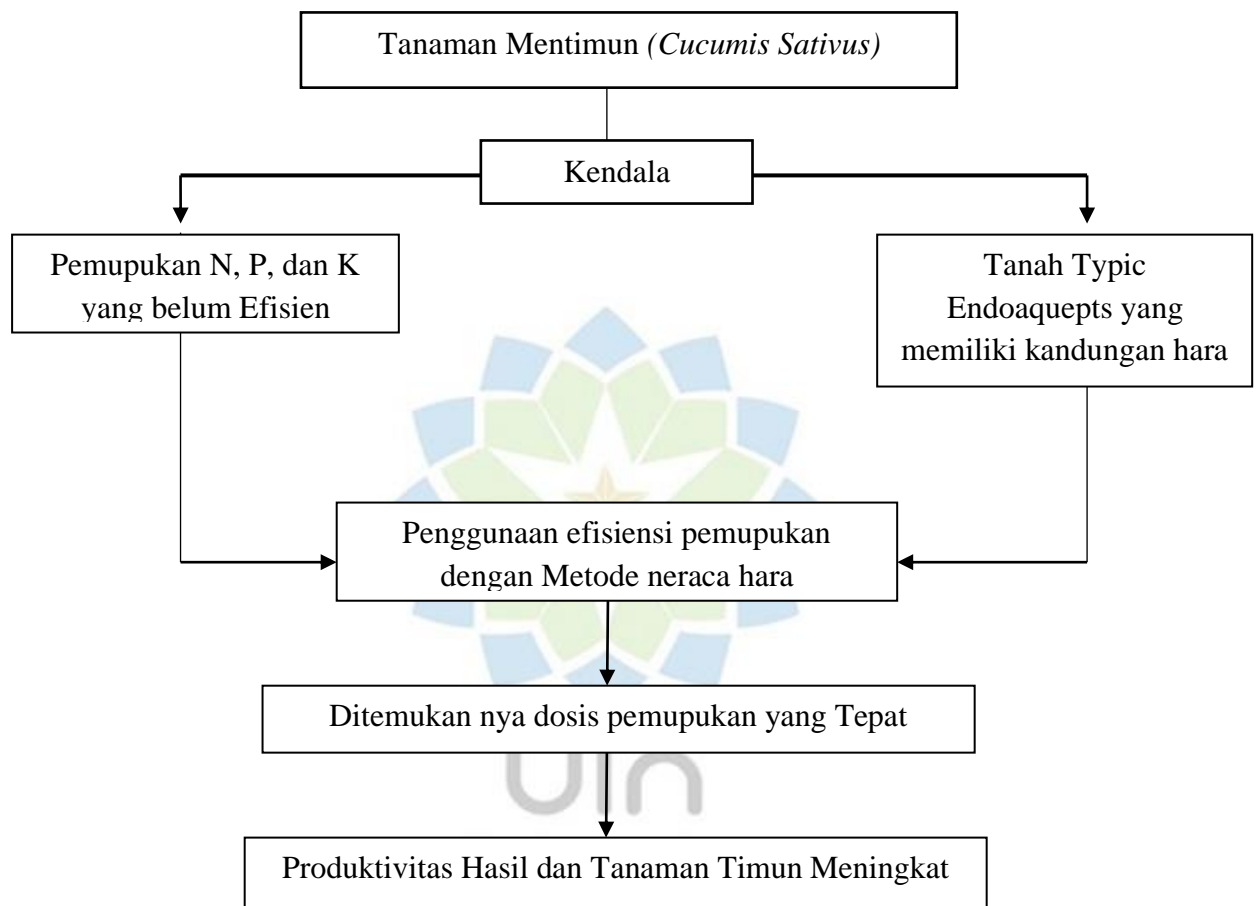 Tanaman Mentimun (Cucumis Sativus)
Kendala
Pemupukan N, P, dan K
yang belum Efisien
Tanah Typic
Endoaquepts yang
memiliki kandungan hara
Penggunaan efisiensi pemupukan
dengan Metode neraca hara
Ditemukan nya dosis pemupukan yang Tepat
uin
Produktivitas Hasil dan Tanaman Timun Meningkat